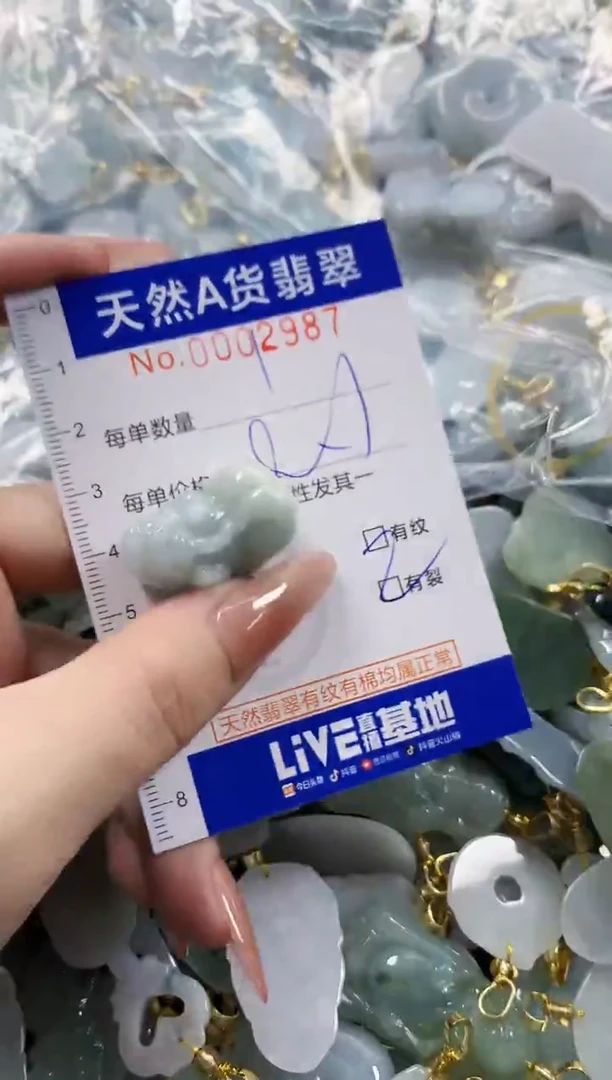 天然A货翡翠
No.0002987
0
1
2
3
4
5
8
每单数量
每单价格 性发其一
有纹
有裂
天然翡翠有纹有棉均属正常
LiVE直播基地
今日头条 抖音 抖音火山版